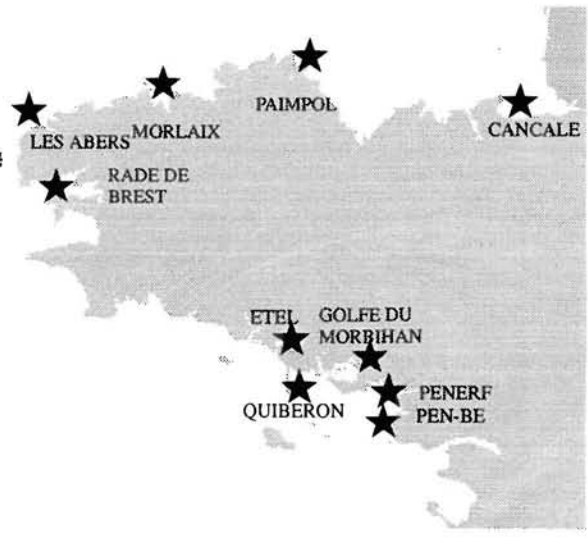 PAIMPOL
CANCALE
LES ABERS
MORLAIX
RADE DE
BREST
ETEL
GOLFE DU
MORBIHAN
QUIBERON
PENERF
PEN-BE